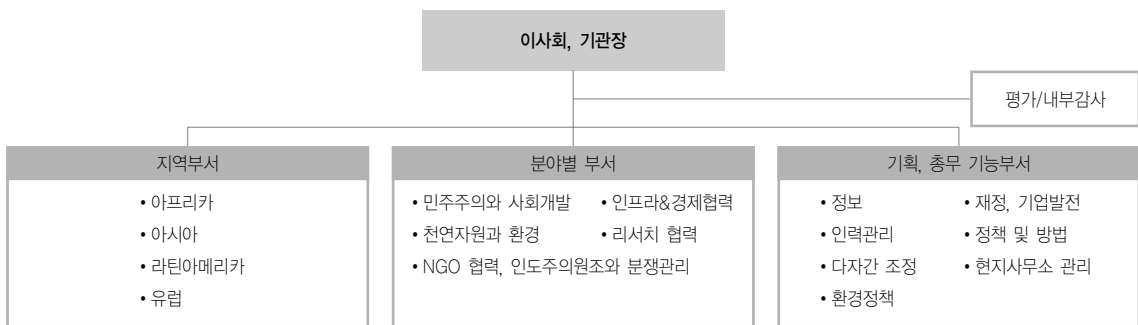 이사회, 기관장
평가/내부감사
지역부서
• 아프리카
• 아시아
• 라틴아메리카
• 유럽
분야별 부서
• 민주주의와 사회개발 • 인프라&경제협력
• 천연자원과 환경 • 리서치 협력
• NGO 협력, 인도주의원조와 분쟁관리
기획, 총무 기능부서
• 정보 • 재정, 기업발전
• 인력관리 • 정책 및 방법
• 다자간 조정 • 현지사무소 관리
• 환경정책